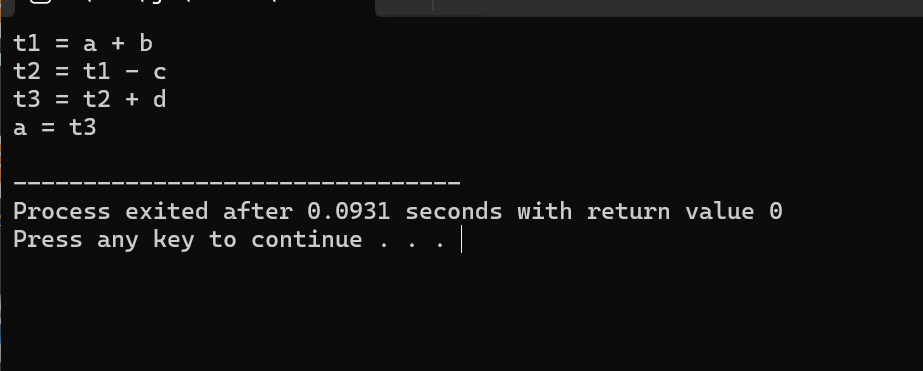 t1 = a + b
t2 = t1 - c
t3 = t2 + d
a = t3
--------------------------------
Process exited after 0.0931 seconds with return value 0
Press any key to continue . . .